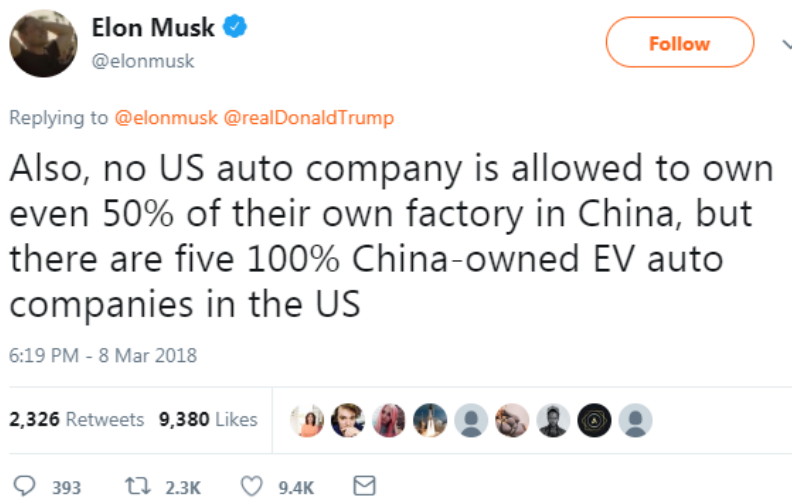 Elon Musk
Follow
@elonmusk
Replying to @elonmusk @realDonaldTrump
Also, no US auto company is allowed to own
even 50% of their own factory in China, but
there are five 100% China-owned EV auto
companies in the US
6:19 PM - 8 Mar 2018
2,326 Retweets 9,380 Likes
393 2.3K 9.4K